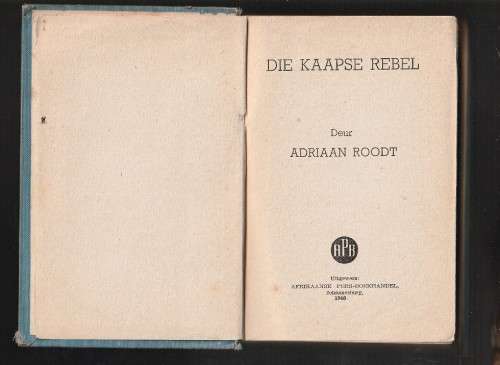 DIE KAAPSE REBEL
Deur
ADRIAAN ROODT
APB
Uitgewers:
AFRIKAANSE PERS-BOEKHANDEL,
Johannesburg.